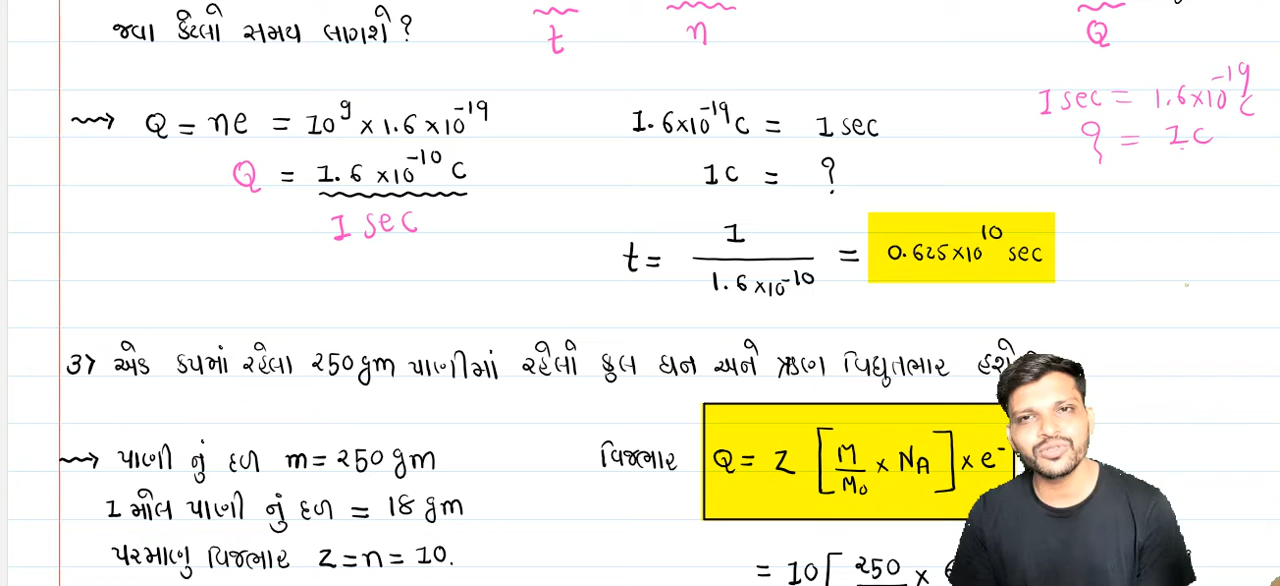 જવા કેટલો સમય લાગશે?
t n Q
1 sec = 1.6×10⁻¹⁹ C
? = 1C
⇝ Q = ne = 10⁹ × 1.6 × 10⁻¹⁹
Q = 1.6 ×10⁻¹⁰ C
1 sec
1.6×10⁻¹⁹ C = 1 sec
1C = ?
t = 1 / 1.6 ×10⁻¹⁰ = 0.625×10¹⁰ sec
3> એક કપમાં રહેલા 250 gm પાણીમાં રહેલો કુલ ધન અને ઋણ વિદ્યુતભાર
⇝ પાણી નું દળ m = 250 gm
1 મોલ પાણી નું દળ = 18 gm
પરમાણુ વિજભાર Z = n = 10.
વિજભાર Q = Z [ M/M₀ × N_A ] × e⁻
= 10 [ 250 ×